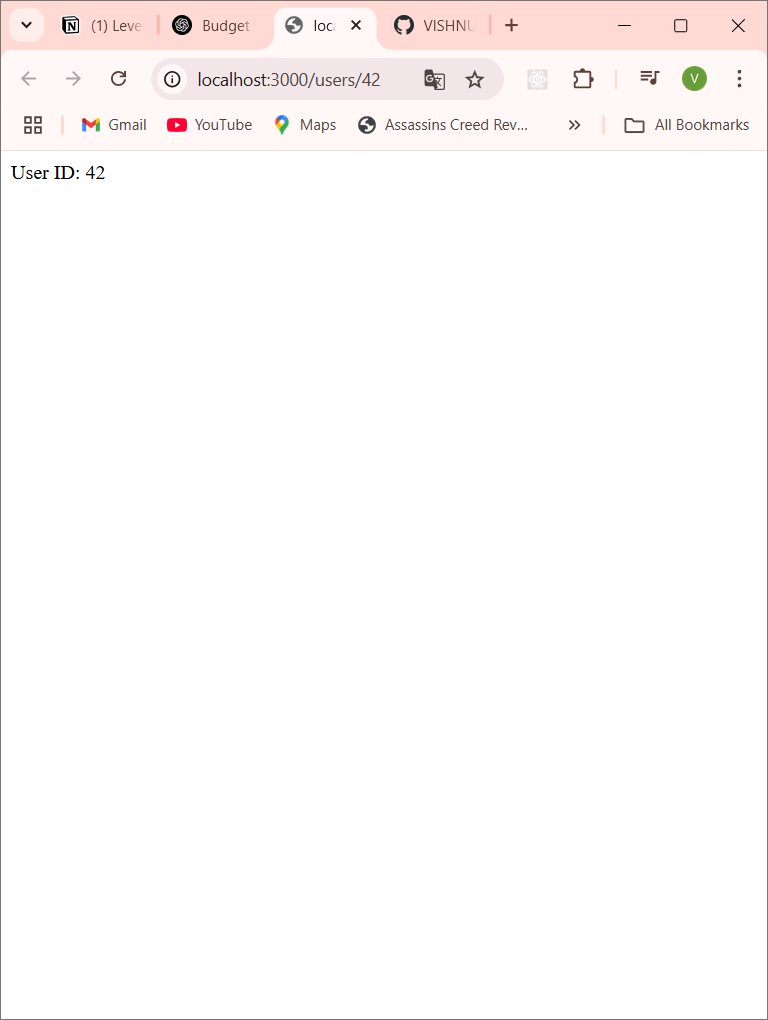 (1) Leve
Budget
loc
VISHNU
localhost:3000/users/42
V
Gmail
YouTube
Maps
Assassins Creed Rev...
All Bookmarks
User ID: 42